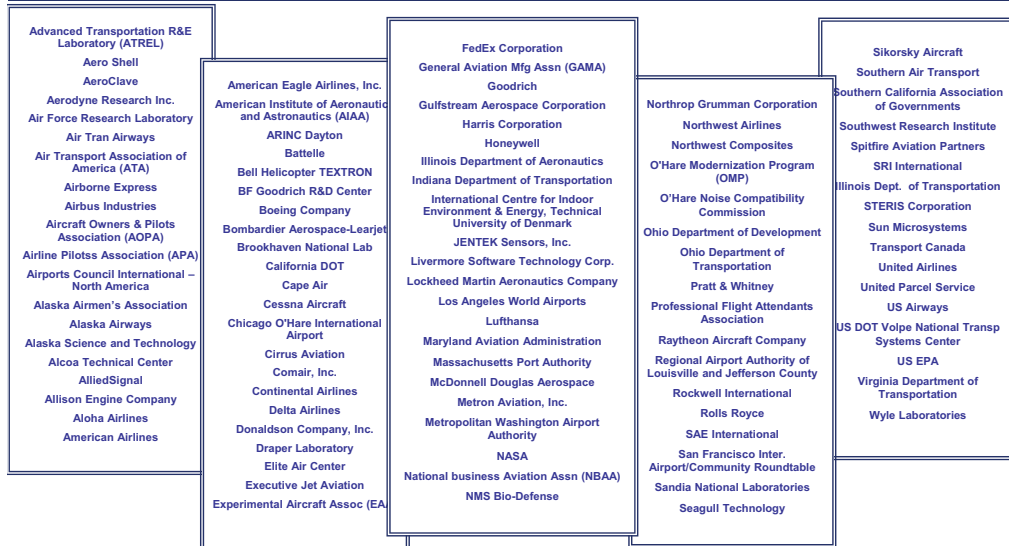 Advanced Transportation R&E
Laboratory (ATREL)
Aero Shell
AeroClave
Aerodyne Research Inc.
Air Force Research Laboratory
Air Tran Airways
Air Transport Association of
America (ATA)
Airborne Express
Airbus Industries
Aircraft Owners & Pilots
Association (AOPA)
Airline Pilotss Association (APA)
Airports Council International –
North America
Alaska Airmen's Association
Alaska Airways
Alaska Science and Technology
Alcoa Technical Center
AlliedSignal
Allison Engine Company
Aloha Airlines
American Airlines
American Eagle Airlines, Inc.
American Institute of Aeronautic
and Astronautics (AIAA)
ARINC Dayton
Battelle
Bell Helicopter TEXTRON
BF Goodrich R&D Center
Boeing Company
Bombardier Aerospace-Learjet
Brookhaven National Lab
California DOT
Cape Air
Cessna Aircraft
Chicago O'Hare International
Airport
Cirrus Aviation
Comair, Inc.
Continental Airlines
Delta Airlines
Donaldson Company, Inc.
Draper Laboratory
Elite Air Center
Executive Jet Aviation
Experimental Aircraft Assoc (EA
FedEx Corporation
General Aviation Mfg Assn (GAMA)
Goodrich
Gulfstream Aerospace Corporation
Harris Corporation
Honeywell
Illinois Department of Aeronautics
Indiana Department of Transportation
International Centre for Indoor
Environment & Energy, Technical
University of Denmark
JENTEK Sensors, Inc.
Livermore Software Technology Corp.
Lockheed Martin Aeronautics Company
Los Angeles World Airports
Lufthansa
Maryland Aviation Administration
Massachusetts Port Authority
McDonnell Douglas Aerospace
Metron Aviation, Inc.
Metropolitan Washington Airport
Authority
NASA
National business Aviation Assn (NBAA)
NMS Bio-Defense
Northrop Grumman Corporation
Northwest Airlines
Northwest Composites
O'Hare Modernization Program
(OMP)
O'Hare Noise Compatibility
Commission
Ohio Department of Development
Ohio Department of
Transportation
Pratt & Whitney
Professional Flight Attendants
Association
Raytheon Aircraft Company
Regional Airport Authority of
Louisville and Jefferson County
Rockwell International
Rolls Royce
SAE International
San Francisco Inter.
Airport/Community Roundtable
Sandia National Laboratories
Seagull Technology
Sikorsky Aircraft
Southern Air Transport
Southern California Association
of Governments
Southwest Research Institute
Spitfire Aviation Partners
SRI International
Illinois Dept. of Transportation
STERIS Corporation
Sun Microsystems
Transport Canada
United Airlines
United Parcel Service
US Airways
US DOT Volpe National Transp
Systems Center
US EPA
Virginia Department of
Transportation
Wyle Laboratories